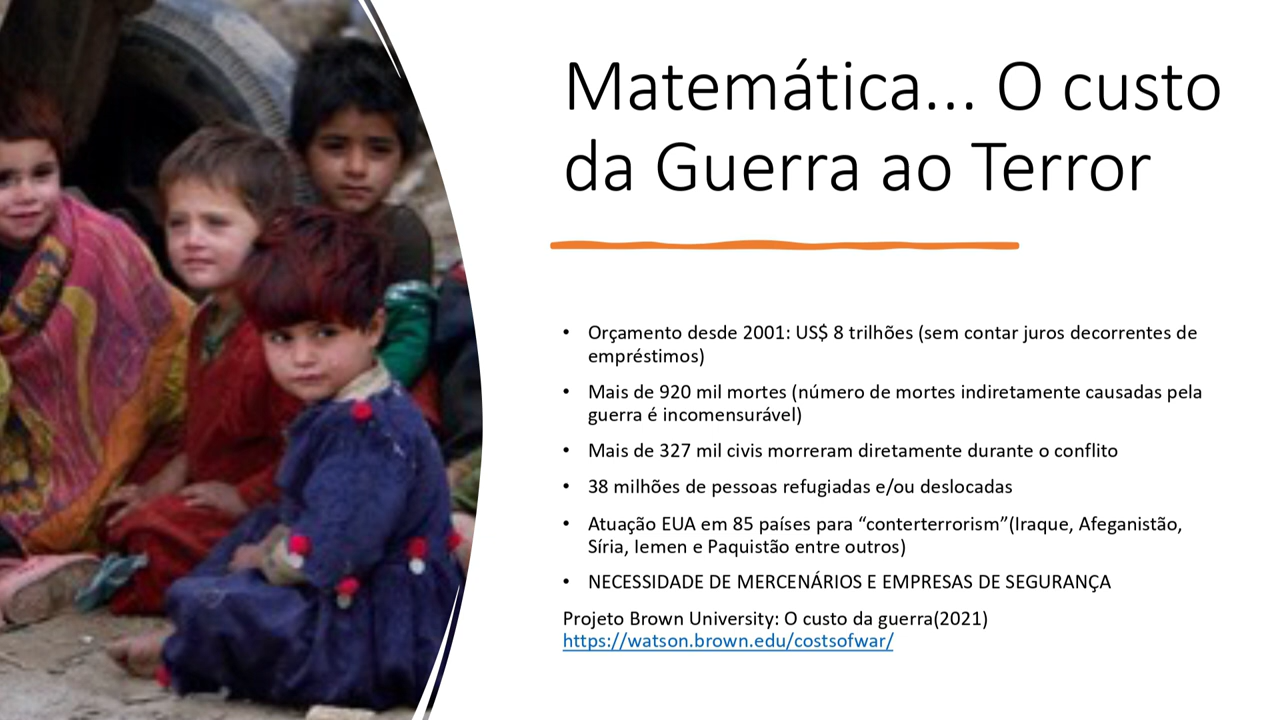 Matemática... O custo
da Guerra ao Terror
• Orçamento desde 2001: US$ 8 trilhões (sem contar juros decorrentes de
empréstimos)
• Mais de 920 mil mortes (número de mortes indiretamente causadas pela
guerra é incomensurável)
• Mais de 327 mil civis morreram diretamente durante o conflito
• 38 milhões de pessoas refugiadas e/ou deslocadas
• Atuação EUA em 85 países para “conterterrorism”(Iraque, Afeganistão,
Síria, Iemen e Paquistão entre outros)
• NECESSIDADE DE MERCENÁRIOS E EMPRESAS DE SEGURANÇA
Projeto Brown University: O custo da guerra(2021)
https://watson.brown.edu/costsofwar/